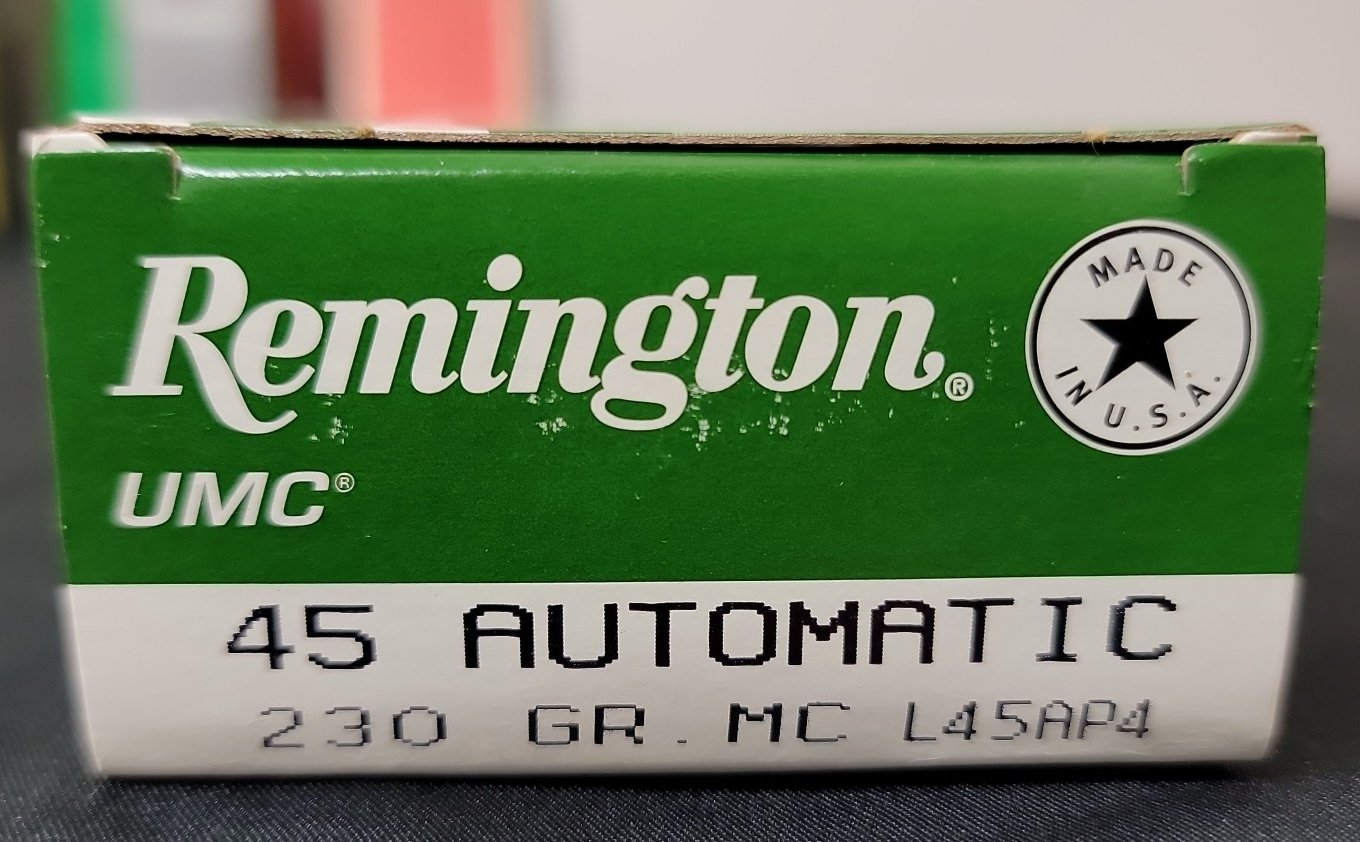 Remington®
MADE
IN U.S.A.
UMC®
45 AUTOMATIC
230 GR. MC L45AP4